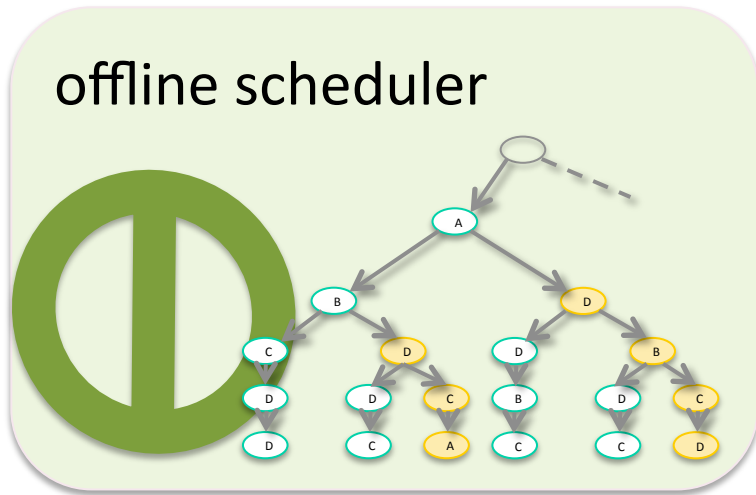 offline scheduler
A
B D
C D D B
D D C B D C
D C A C C D